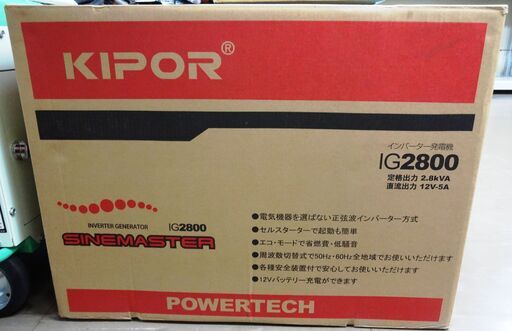 KIPOR®
インバーター発電機
IG2800
定格出力 2.8kVA
直流出力 12V-5A
INVERTER GENERATOR IG2800
SINEMASTER
●電気機器を選ばない正弦波インバーター方式
●セルスターターで起動も簡単
●エコ・モードで省燃費・低騒音
●周波数切替式で50Hz・60Hz全地域でお使いいただけます
●各種安全装置付で安心してお使いいただけます
●12Vバッテリー充電ができます
POWERTECH